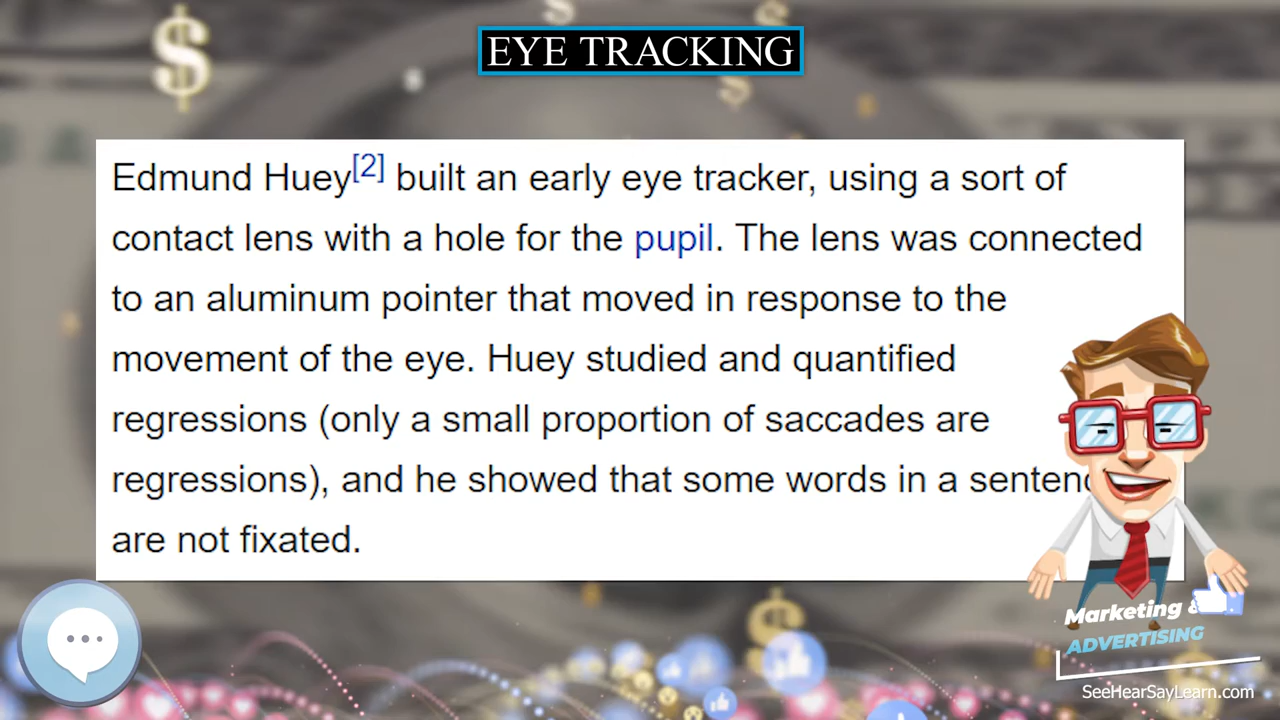 EYE TRACKING
Edmund Huey[2] built an early eye tracker, using a sort of
contact lens with a hole for the pupil. The lens was connected
to an aluminum pointer that moved in response to the
movement of the eye. Huey studied and quantified
regressions (only a small proportion of saccades are
regressions), and he showed that some words in a
are not fixated.
Marketing &
ADVERTISING
SeeHearSayLearn.com